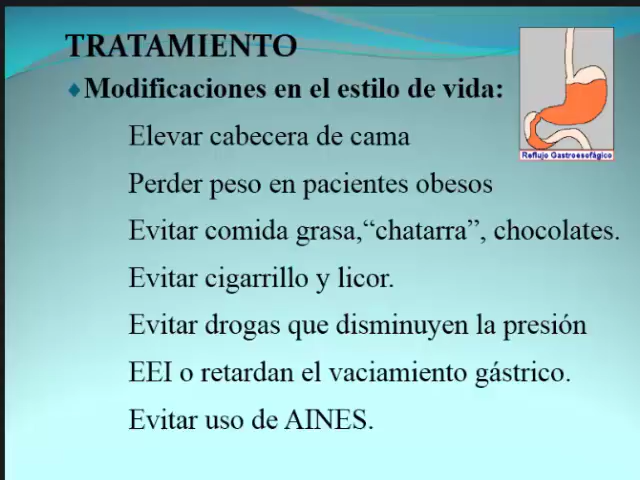 TRATAMIENTO
Modificaciones en el estilo de vida:
Elevar cabecera de cama
Perder peso en pacientes obesos
Evitar comida grasa,“chatarra”, chocolates.
Evitar cigarrillo y licor.
Evitar drogas que disminuyen la presión
EEI o retardan el vaciamiento gástrico.
Evitar uso de AINES.
Reflujo Gastroesofágico